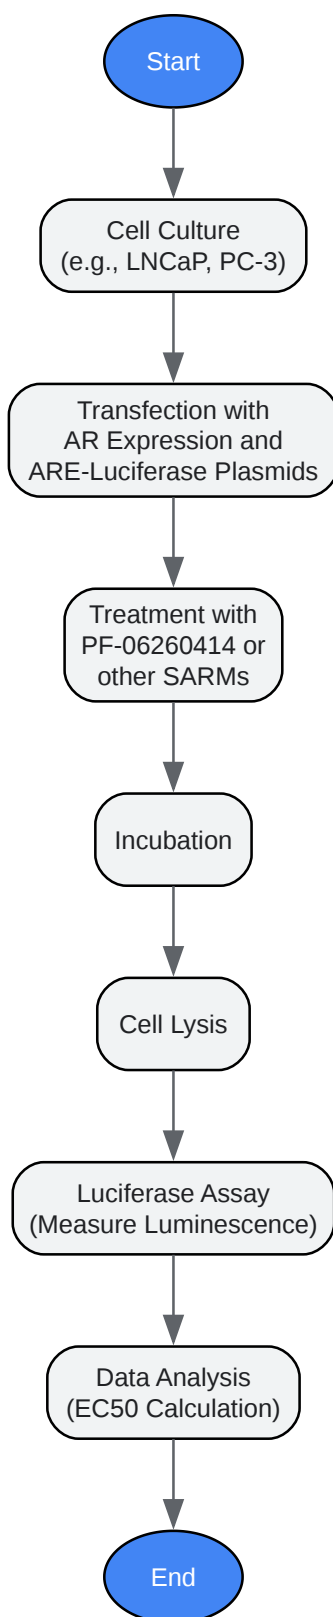 Start
Cell Culture
(e.g., LNCaP, PC-3)
Transfection with
AR Expression and
ARE-Luciferase Plasmids
Treatment with
PF-06260414 or
other SARMs
Incubation
Cell Lysis
Luciferase Assay
(Measure Luminescence)
Data Analysis
(EC50 Calculation)
End